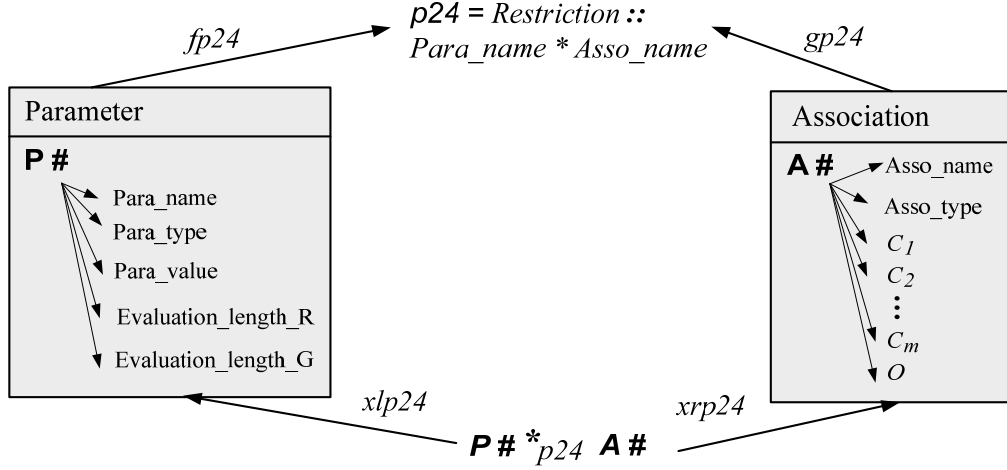 p24 = Restriction ::
Para_name * Asso_name
fp24
gp24
Parameter
P #
Para_name
Para_type
Para_value
Evaluation_length_R
Evaluation_length_G
Association
A #
Asso_name
Asso_type
C1
C2
⋮
Cm
O
xlp24
xrp24
P # *p24 A #